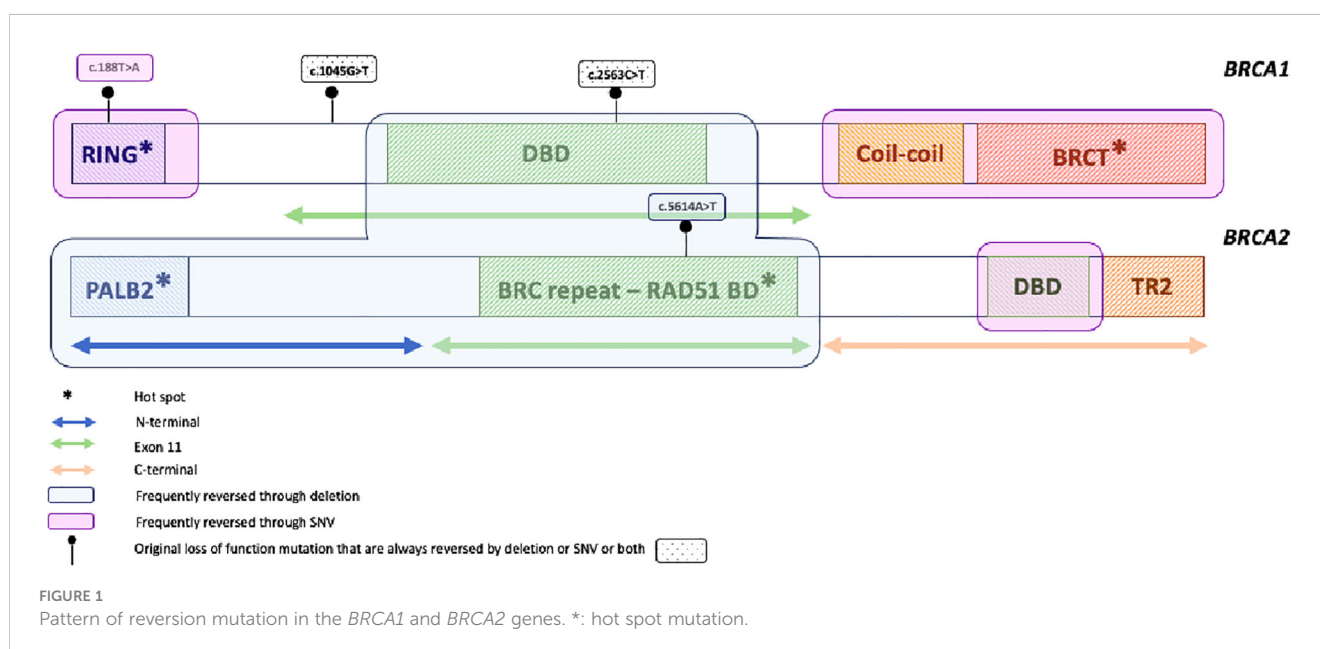 c.188T>A
c.1045G>T
c.2563C>T
BRCA1
RING*
DBD
Coil-coil
BRCT*
c.5614A>T
BRCA2
PALB2*
BRC repeat – RAD51 BD*
DBD
TR2
* Hot spot
N-terminal
Exon 11
C-terminal
Frequently reversed through deletion
Frequently reversed through SNV
Original loss of function mutation that are always reversed by deletion or SNV or both
FIGURE 1
Pattern of reversion mutation in the BRCA1 and BRCA2 genes. *: hot spot mutation.